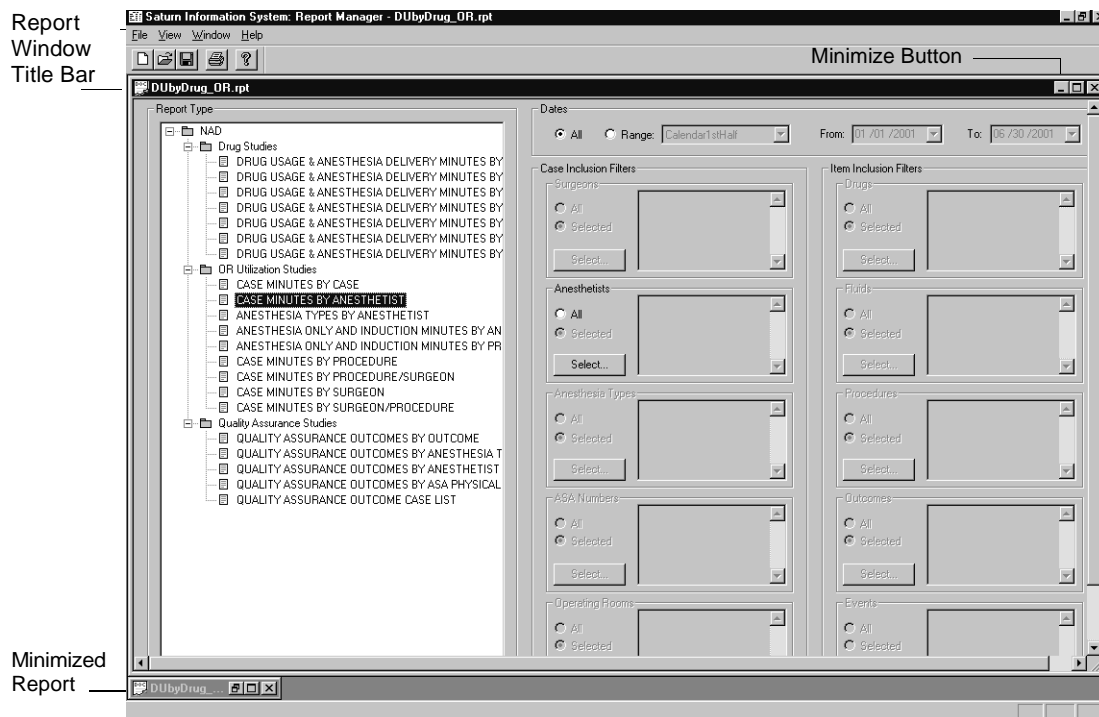 Report
Window
Title Bar
Saturn Information System: Report Manager - DUbyDrug_OR.rpt
File View Window Help
Minimize Button
DUbyDrug_OR.rpt
Report Type
NAD
Drug Studies
DRUG USAGE & ANESTHESIA DELIVERY MINUTES BY
DRUG USAGE & ANESTHESIA DELIVERY MINUTES BY
DRUG USAGE & ANESTHESIA DELIVERY MINUTES BY
DRUG USAGE & ANESTHESIA DELIVERY MINUTES BY
DRUG USAGE & ANESTHESIA DELIVERY MINUTES BY
DRUG USAGE & ANESTHESIA DELIVERY MINUTES BY
DRUG USAGE & ANESTHESIA DELIVERY MINUTES BY
OR Utilization Studies
CASE MINUTES BY CASE
CASE MINUTES BY ANESTHETIST
ANESTHESIA TYPES BY ANESTHETIST
ANESTHESIA ONLY AND INDUCTION MINUTES BY AN
ANESTHESIA ONLY AND INDUCTION MINUTES BY PR
CASE MINUTES BY PROCEDURE
CASE MINUTES BY PROCEDURE/SURGEON
CASE MINUTES BY SURGEON
CASE MINUTES BY SURGEON/PROCEDURE
Quality Assurance Studies
QUALITY ASSURANCE OUTCOMES BY OUTCOME
QUALITY ASSURANCE OUTCOMES BY ANESTHESIA T
QUALITY ASSURANCE OUTCOMES BY ANESTHETIST
QUALITY ASSURANCE OUTCOMES BY ASA PHYSICAL
QUALITY ASSURANCE OUTCOME CASE LIST
Dates
All Range: Calendar1stHalf From: 01 /01 /2001 To: 06 /30 /2001
Case Inclusion Filters
Surgeons
All
Selected
Select...
Anesthetists
All
Selected
Select...
Anesthesia Types
All
Selected
Select...
ASA Numbers
All
Selected
Select...
Operating Rooms
All
Selected
Item Inclusion Filters
Drugs
All
Selected
Select...
Fluids
All
Selected
Select...
Procedures
All
Selected
Select...
Outcomes
All
Selected
Select...
Events
All
Selected
Minimized
Report
DUbyDrug_...